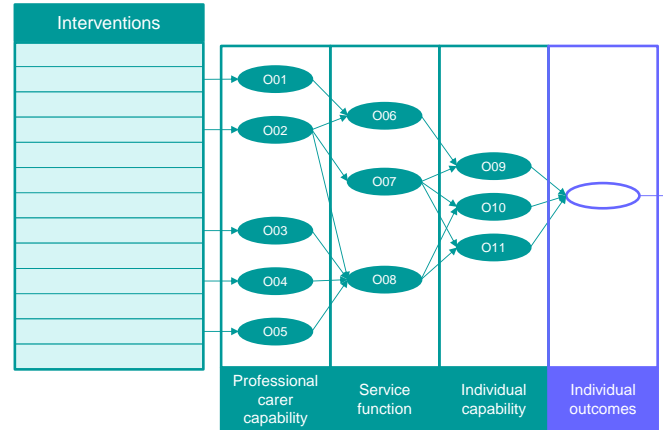 Interventions
O01
O02
O03
O04
O05
O06
O07
O08
O09
O10
O11
Professional
carer
capability
Service
function
Individual
capability
Individual
outcomes